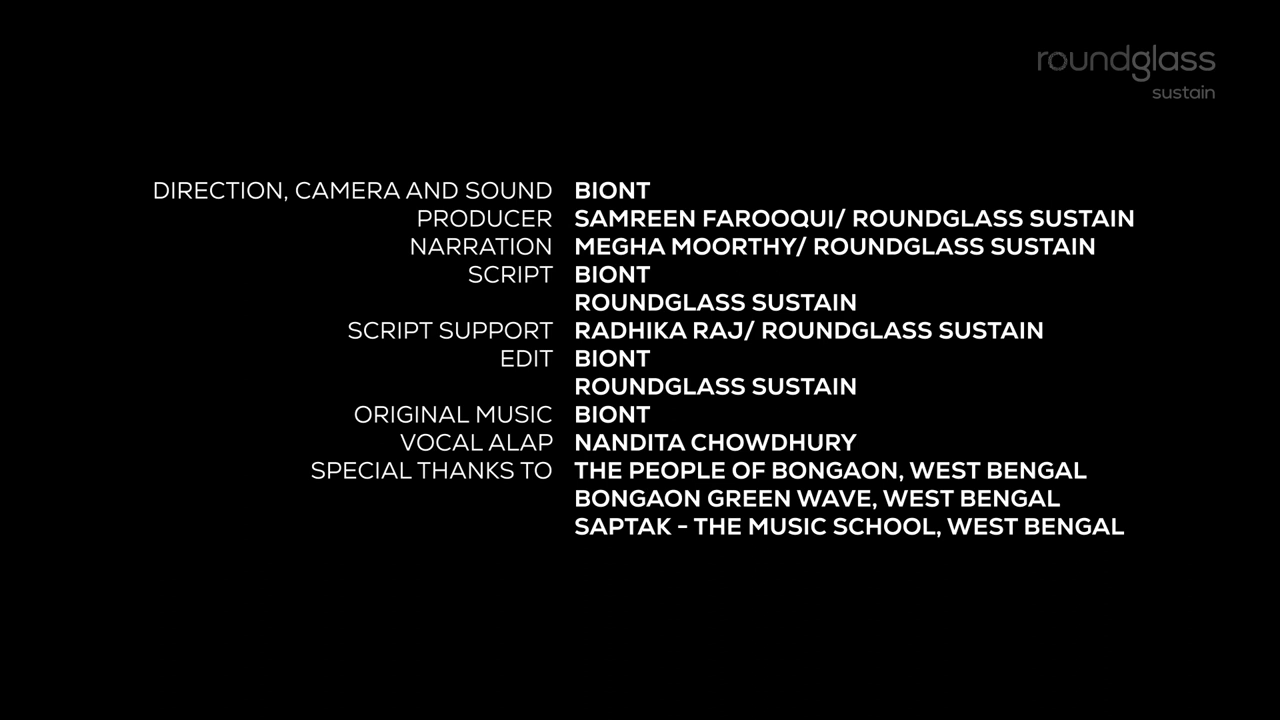 roundglass
sustain
DIRECTION, CAMERA AND SOUND BIONT
PRODUCER SAMREEN FAROOQUI/ ROUNDGLASS SUSTAIN
NARRATION MEGHA MOORTHY/ ROUNDGLASS SUSTAIN
SCRIPT BIONT
ROUNDGLASS SUSTAIN
SCRIPT SUPPORT RADHIKA RAJ/ ROUNDGLASS SUSTAIN
EDIT BIONT
ROUNDGLASS SUSTAIN
ORIGINAL MUSIC BIONT
VOCAL ALAP NANDITA CHOWDHURY
SPECIAL THANKS TO THE PEOPLE OF BONGAON, WEST BENGAL
BONGAON GREEN WAVE, WEST BENGAL
SAPTAK - THE MUSIC SCHOOL, WEST BENGAL